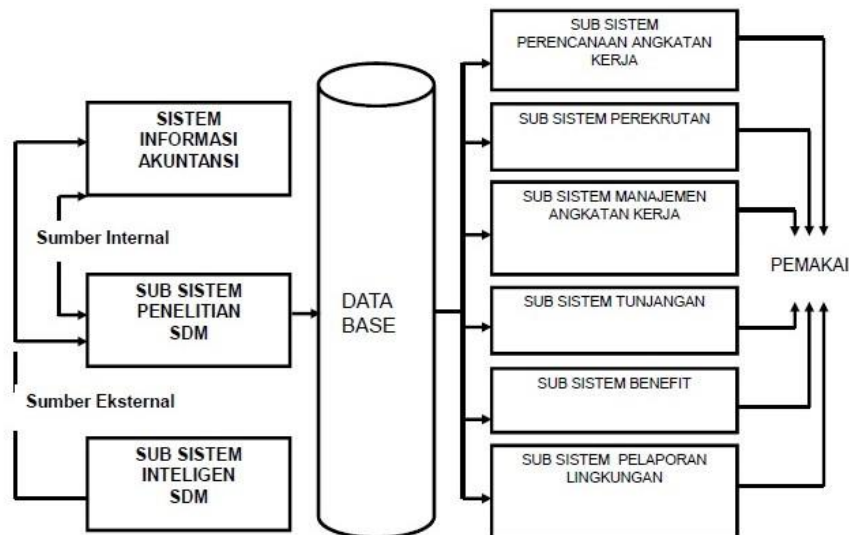 SISTEM
INFORMASI
AKUNTANSI
Sumber Internal
SUB SISTEM
PENELITIAN
SDM
Sumber Eksternal
SUB SISTEM
INTELIGEN
SDM
DATA
BASE
SUB SISTEM
PERENCANAAN ANGKATAN
KERJA
SUB SISTEM PEREKRUTAN
SUB SISTEM MANAJEMEN
ANGKATAN KERJA
SUB SISTEM TUNJANGAN
SUB SISTEM BENEFIT
SUB SISTEM PELAPORAN
LINGKUNGAN
PEMAKAI